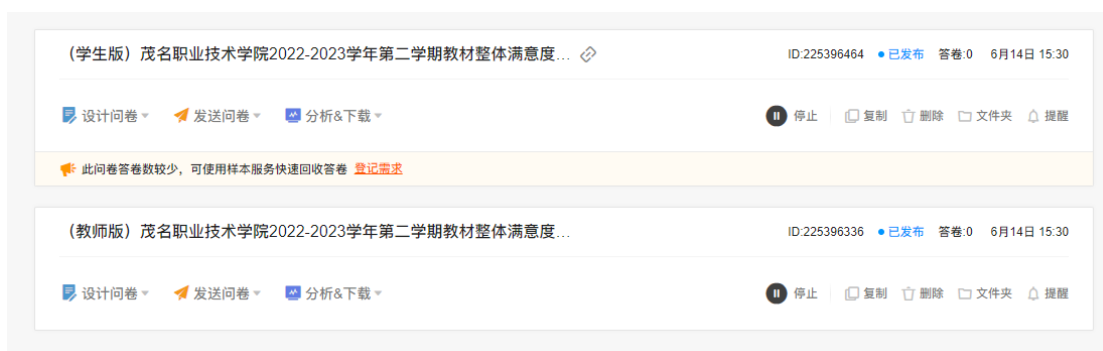 （学生版）茂名职业技术学院2022-2023学年第二学期教材整体满意度... ID:225396464 已发布 答卷:0 6月14日 15:30
设计问卷 发送问卷 分析&下载 停止 复制 删除 文件夹 提醒
此问卷答卷数较少，可使用样本服务快速回收答卷 登记需求
（教师版）茂名职业技术学院2022-2023学年第二学期教材整体满意度... ID:225396336 已发布 答卷:0 6月14日 15:30
设计问卷 发送问卷 分析&下载 停止 复制 删除 文件夹 提醒